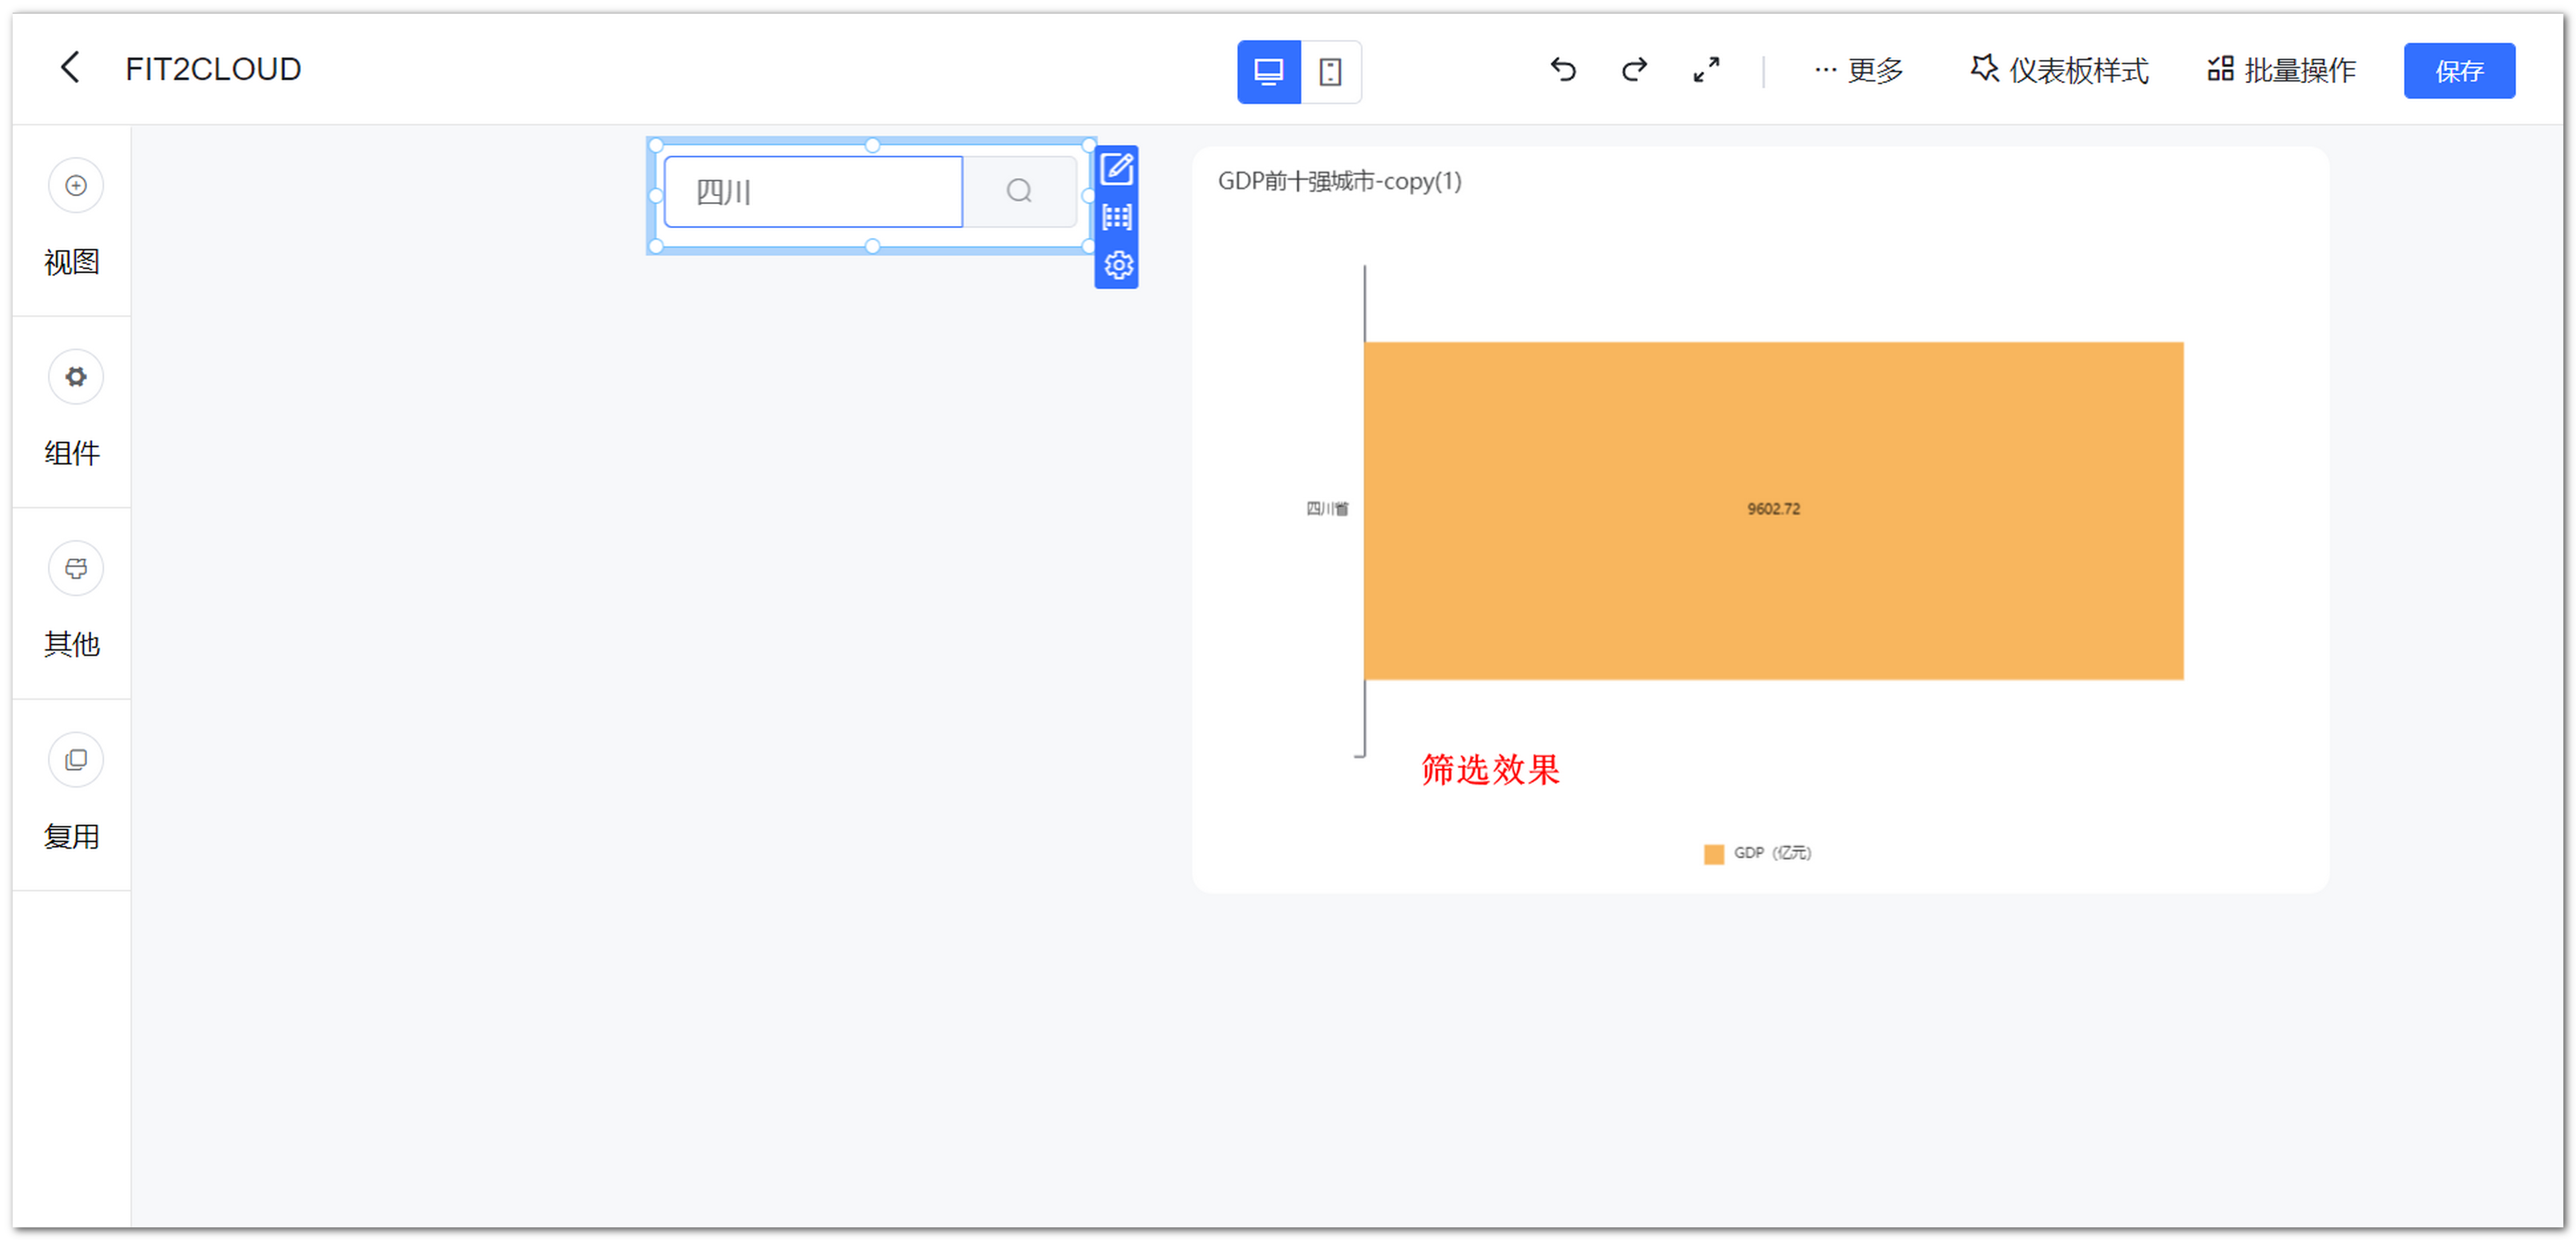 FIT2CLOUD
更多
仪表板样式
批量操作
保存
视图
组件
其他
复用
四川
GDP前十强城市-copy(1)
四川省
9602.72
筛选效果
GDP (亿元)